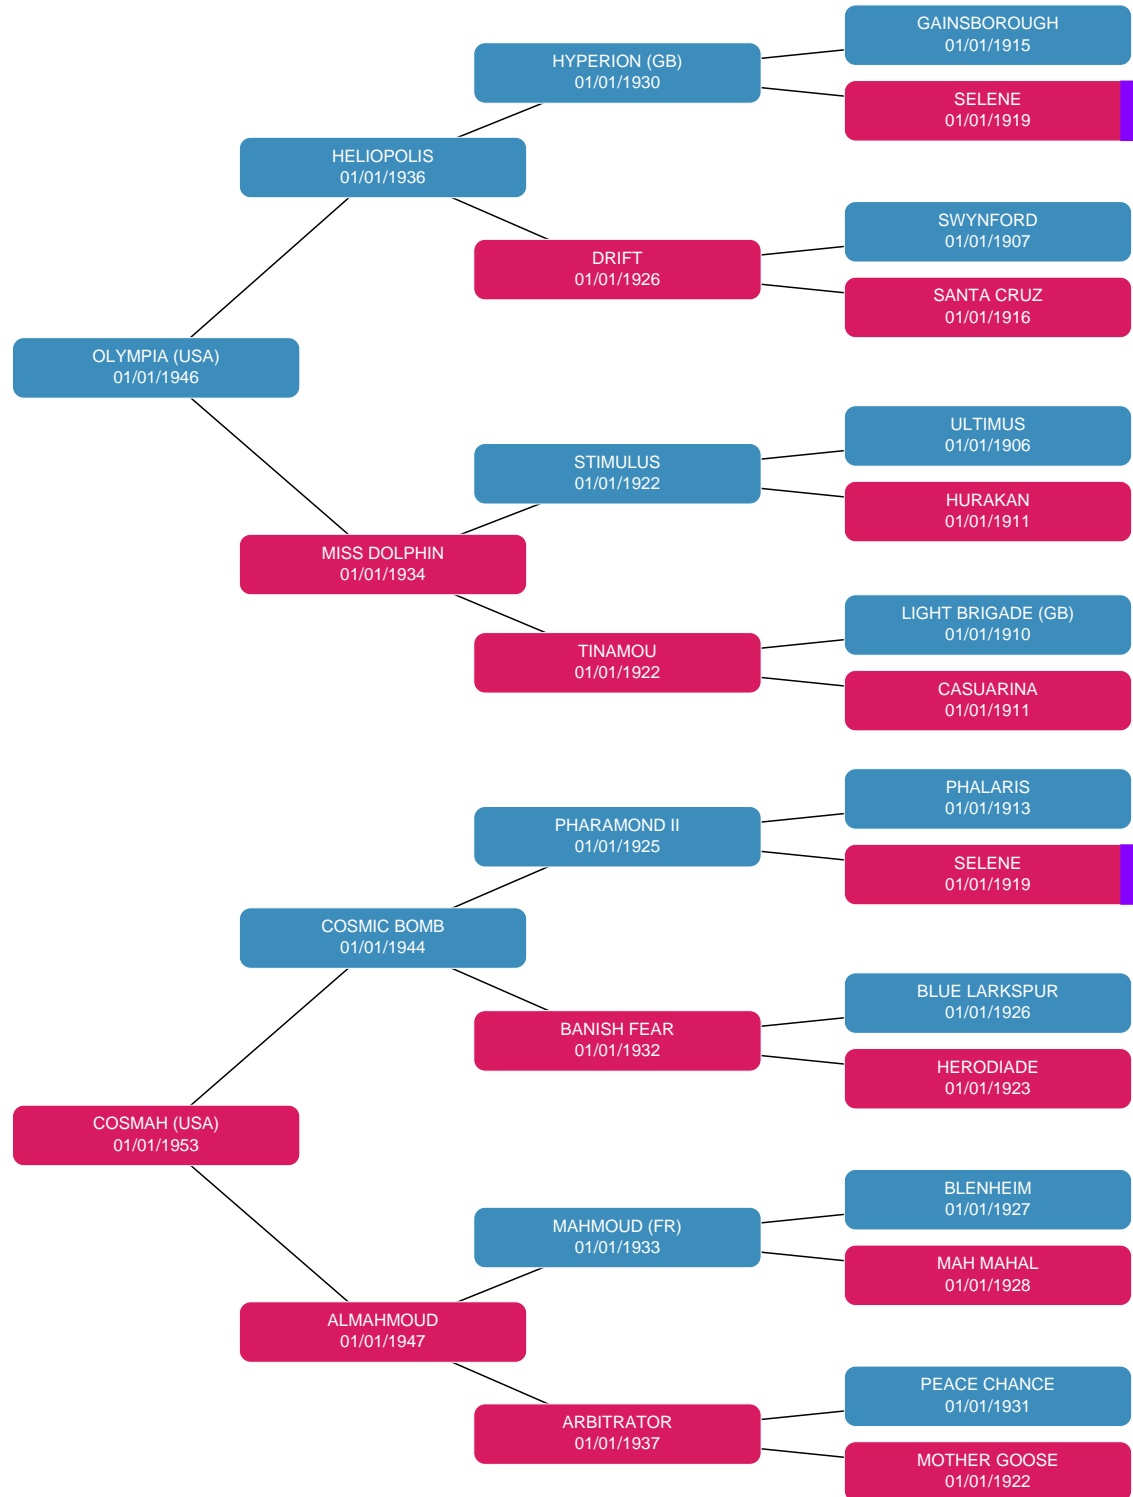 GAINSBOROUGH
01/01/1915
HYPERION (GB)
01/01/1930
SELENE
01/01/1919
HELIOPOLIS
01/01/1936
SWYNFORD
01/01/1907
DRIFT
01/01/1926
SANTA CRUZ
01/01/1916
OLYMPIA (USA)
01/01/1946
ULTIMUS
01/01/1906
STIMULUS
01/01/1922
HURAKAN
01/01/1911
MISS DOLPHIN
01/01/1934
LIGHT BRIGADE (GB)
01/01/1910
TINAMOU
01/01/1922
CASUARINA
01/01/1911
PHALARIS
01/01/1913
PHARAMOND II
01/01/1925
SELENE
01/01/1919
COSMIC BOMB
01/01/1944
BLUE LARKSPUR
01/01/1926
BANISH FEAR
01/01/1932
HERODIADE
01/01/1923
COSMAH (USA)
01/01/1953
BLENHEIM
01/01/1927
MAHMOUD (FR)
01/01/1933
MAH MAHAL
01/01/1928
ALMAHMOUD
01/01/1947
PEACE CHANCE
01/01/1931
ARBITRATOR
01/01/1937
MOTHER GOOSE
01/01/1922